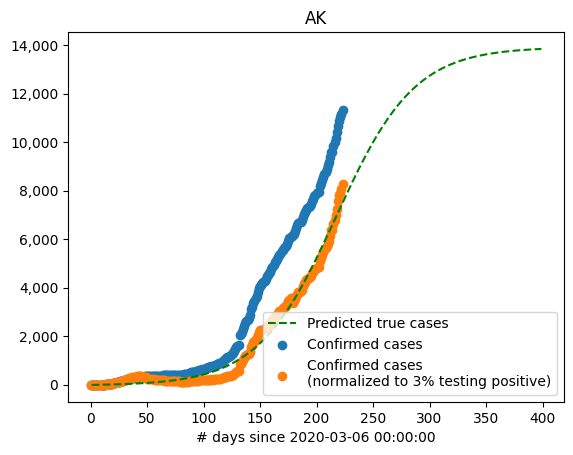 AK
14,000
12,000
10,000
8,000
6,000
4,000
2,000
0
Predicted true cases
Confirmed cases
Confirmed cases
(normalized to 3% testing positive)
0 50 100 150 200 250 300 350 400
# days since 2020-03-06 00:00:00